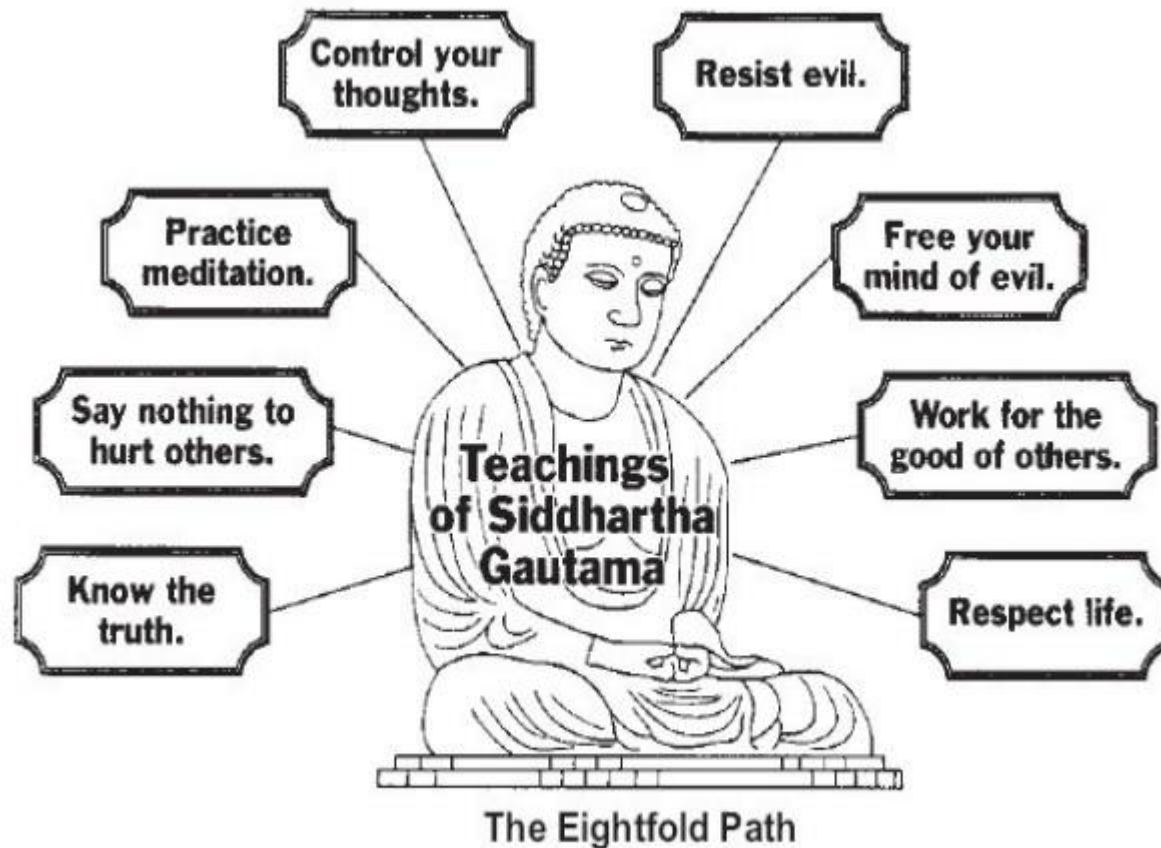 Control your
thoughts.
Resist evil.
Practice
meditation.
Free your
mind of evil.
Say nothing to
hurt others.
Work for the
good of others.
Teachings
of Siddhartha
Gautama
Know the
truth.
Respect life.
The Eightfold Path